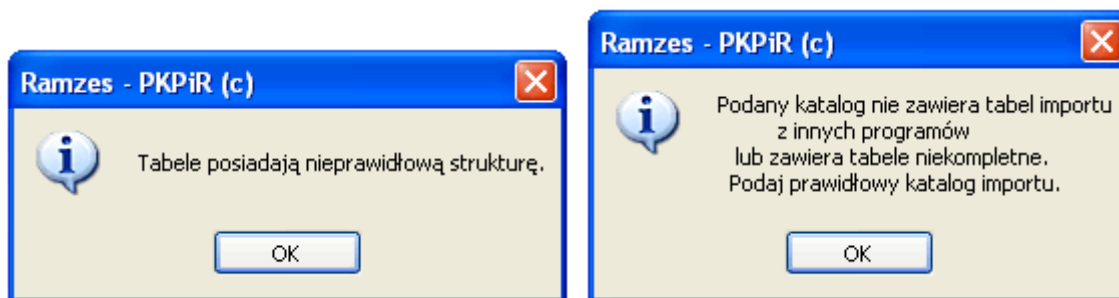 Ramzes - PKPiR (c)
Tabele posiadają nieprawidłową strukturę.
OK
Ramzes - PKPiR (c)
Podany katalog nie zawiera tabel importu
z innych programów
lub zawiera tabele niekompletne.
Podaj prawidłowy katalog importu.
OK